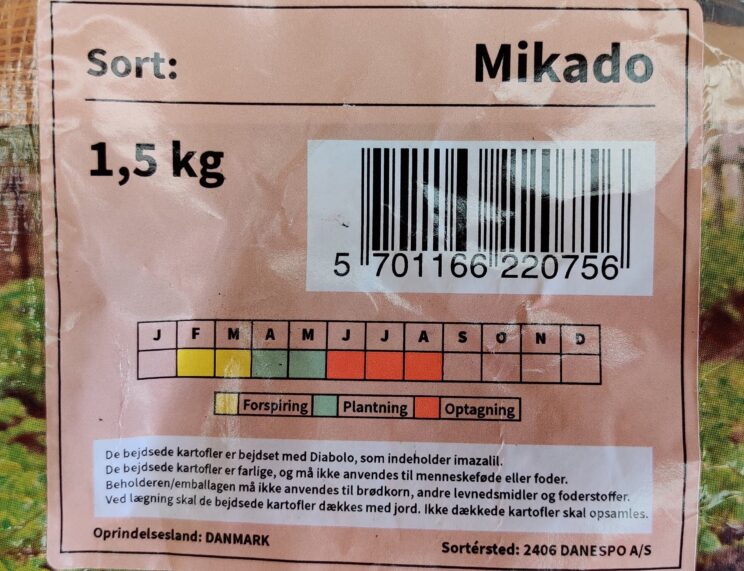 Sort: Mikado
1,5 kg
5 701166 220756
J F M A M J J A S O N D
Forspiring Plantning Optagning
De bejdsede kartofler er bejdset med Diabolo, som indeholder imazalil.
De bejdsede kartofler er farlige, og må ikke anvendes til menneskeføde eller foder.
Beholderen/emballagen må ikke anvendes til brødkorn, andre levnedsmidler og foderstoffer.
Ved lægning skal de bejdsede kartofler dækkes med jord. Ikke dækkede kartofler skal opsamles.
Oprindelsesland: DANMARK
Sortérsted: 2406 DANESPO A/S